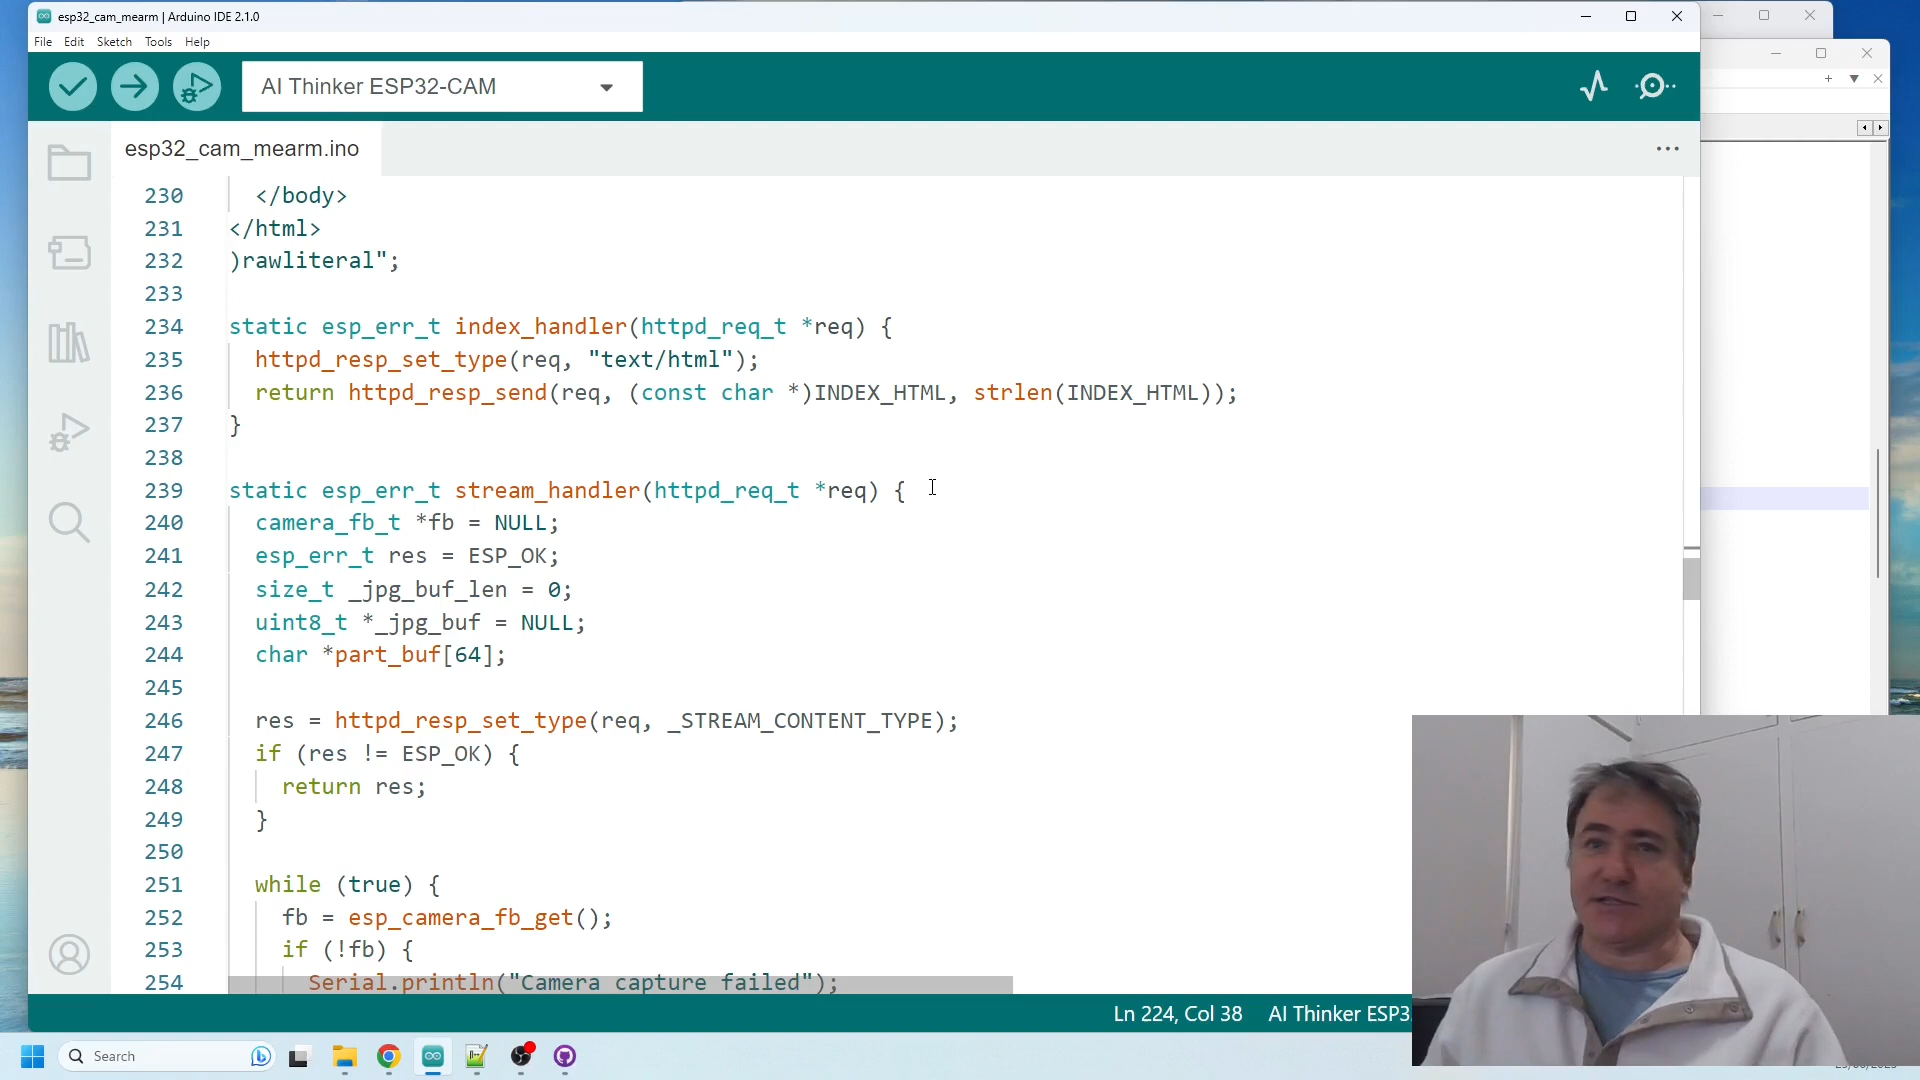 esp32_cam_mearm | Arduino IDE 2.1.0
File Edit Sketch Tools Help
AI Thinker ESP32-CAM
esp32_cam_mearm.ino
230 </body>
231 </html>
232 )rawliteral";
233
234 static esp_err_t index_handler(httpd_req_t *req) {
235 httpd_resp_set_type(req, "text/html");
236 return httpd_resp_send(req, (const char *)INDEX_HTML, strlen(INDEX_HTML));
237 }
238
239 static esp_err_t stream_handler(httpd_req_t *req) {
240 camera_fb_t *fb = NULL;
241 esp_err_t res = ESP_OK;
242 size_t _jpg_buf_len = 0;
243 uint8_t *_jpg_buf = NULL;
244 char *part_buf[64];
245
246 res = httpd_resp_set_type(req, _STREAM_CONTENT_TYPE);
247 if (res != ESP_OK) {
248 return res;
249 }
250
251 while (true) {
252 fb = esp_camera_fb_get();
253 if (!fb) {
254 Serial.println("Camera capture failed");
Ln 224, Col 38 AI Thinker ESP3
Search